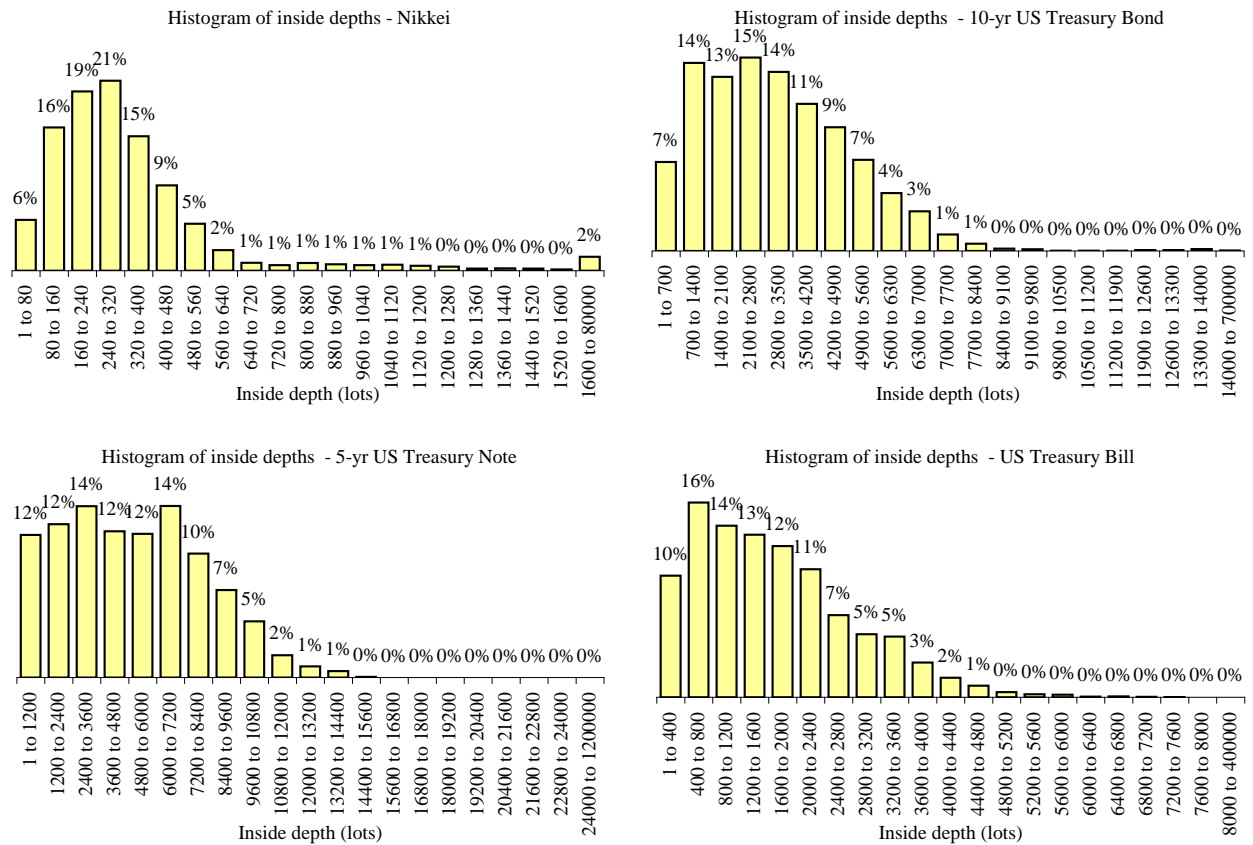 Histogram of inside depths - Nikkei
6% 16% 19% 21% 15% 9% 5% 2% 1% 1% 1% 1% 1% 1% 1% 0% 0% 0% 0% 0% 2%
1 to 80
80 to 160
160 to 240
240 to 320
320 to 400
400 to 480
480 to 560
560 to 640
640 to 720
720 to 800
800 to 880
880 to 960
960 to 1040
1040 to 1120
1120 to 1200
1200 to 1280
1280 to 1360
1360 to 1440
1440 to 1520
1520 to 1600
1600 to 80000
Inside depth (lots)
Histogram of inside depths - 10-yr US Treasury Bond
7% 14% 13% 15% 14% 11% 9% 7% 4% 3% 1% 1% 0% 0% 0% 0% 0% 0% 0% 0% 0%
1 to 700
700 to 1400
1400 to 2100
2100 to 2800
2800 to 3500
3500 to 4200
4200 to 4900
4900 to 5600
5600 to 6300
6300 to 7000
7000 to 7700
7700 to 8400
8400 to 9100
9100 to 9800
9800 to 10500
10500 to 11200
11200 to 11900
11900 to 12600
12600 to 13300
13300 to 14000
14000 to 700000
Inside depth (lots)
Histogram of inside depths - 5-yr US Treasury Note
12% 12% 14% 12% 12% 14% 10% 7% 5% 2% 1% 1% 0% 0% 0% 0% 0% 0% 0% 0% 0%
1 to 1200
1200 to 2400
2400 to 3600
3600 to 4800
4800 to 6000
6000 to 7200
7200 to 8400
8400 to 9600
9600 to 10800
10800 to 12000
12000 to 13200
13200 to 14400
14400 to 15600
15600 to 16800
16800 to 18000
18000 to 19200
19200 to 20400
20400 to 21600
21600 to 22800
22800 to 24000
24000 to 1200000
Inside depth (lots)
Histogram of inside depths - US Treasury Bill
10% 16% 14% 13% 12% 11% 7% 5% 5% 3% 2% 1% 0% 0% 0% 0% 0% 0% 0% 0% 0%
1 to 400
400 to 800
800 to 1200
1200 to 1600
1600 to 2000
2000 to 2400
2400 to 2800
2800 to 3200
3200 to 3600
3600 to 4000
4000 to 4400
4400 to 4800
4800 to 5200
5200 to 5600
5600 to 6000
6000 to 6400
6400 to 6800
6800 to 7200
7200 to 7600
7600 to 8000
8000 to 400000
Inside depth (lots)